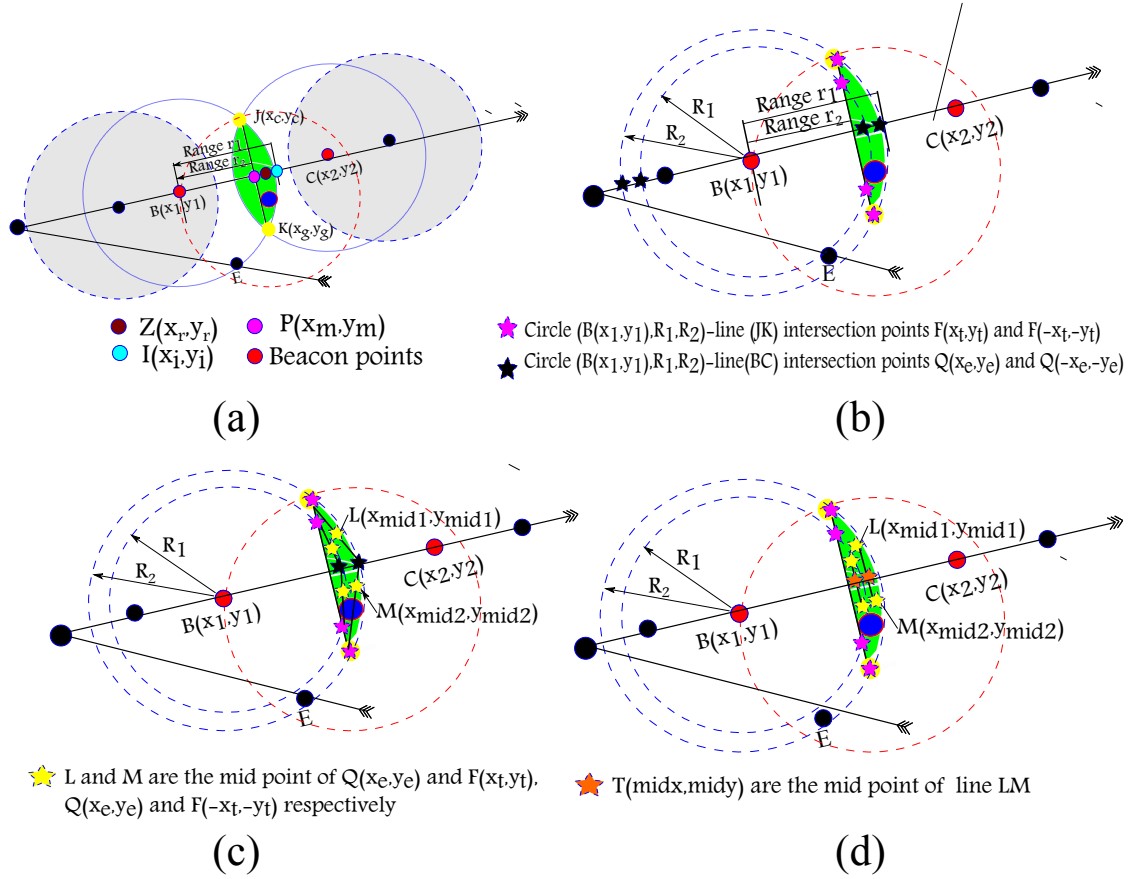 J(xc,yc)
Range r1
Range r2
B(x1,y1)
C(x2,y2)
K(xg,yg)
E
Z(xr,yr)
P(xm,ym)
I(xi,yi)
Beacon points
(a)
R1
R2
Range r1
Range r2
B(x1,y1)
C(x2,y2)
E
Circle (B(x1,y1),R1,R2)-line (JK) intersection points F(xt,yt) and F(-xt,-yt)
Circle (B(x1,y1),R1,R2)-line(BC) intersection points Q(xe,ye) and Q(-xe,-ye)
(b)
R1
R2
L(xmid1,ymid1)
B(x1,y1)
C(x2,y2)
M(xmid2,ymid2)
E
L and M are the mid point of Q(xe,ye) and F(xt,yt),
Q(xe,ye) and F(-xt,-yt) respectively
(c)
R1
R2
L(xmid1,ymid1)
B(x1,y1)
C(x2,y2)
M(xmid2,ymid2)
E
T(midx,midy) are the mid point of line LM
(d)